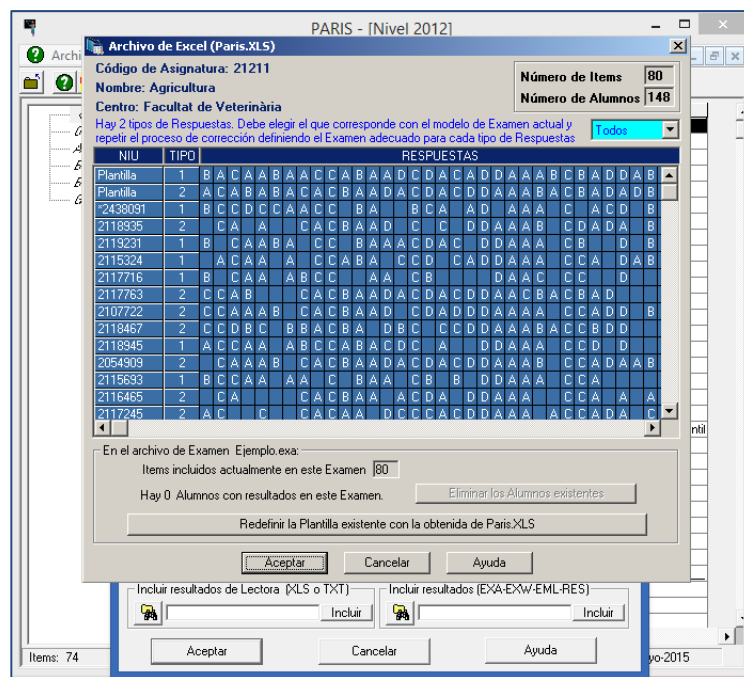 PARIS - [Nivel 2012]
Archi
Archivo de Excel (Paris.XLS)
Código de Asignatura: 21211
Nombre: Agricultura
Centro: Facultat de Veterinària
Número de Items 80
Número de Alumnos 148
Hay 2 tipos de Respuestas. Debe elegir el que corresponde con el modelo de Examen actual y
repetir el proceso de corrección definiendo el Examen adecuado para cada tipo de Respuestas
Todos
NIU TIPO RESPUESTAS
Plantilla 1 B A C A A B A A C C A B A A D C D A C A D D A A A B C B A D D A B
Plantilla 2 A C A B A B A C A C B A A D A C D A C A D D A A A B C B A D D A B
*2438091 1 B C C D C C A A C C B A B C A A D A A A C A C D B
2118935 2 C A A C A C B A A D C C D D A A A B C D A D A B
2119231 1 B C A A B A C C B A A A C D A C D D A A A C B D B
2115324 1 A C A A A C C A B A C C D C A D D A A A C C A D A B
2117716 1 B C A A A B C C A A C B D A A C C C D
2117763 2 C C A B C A C B A A D A C D A C D D A A C B A C B A D
2107722 2 C C A A A B C A C B A A D C D A D D A A A A C C A D D B
2118467 2 C C D B C B B A C B A D B C C C D D A A A B A C C B D D
2118945 1 A C C A A A B C C A B A C D C A D D A A A C C D D
2054909 2 C A A A B C A C B A A D A C D A C D D A A A B C C A D A A B
2115693 1 B C C A A A A C B A A C B B D D A A A C C A
2116465 2 C A C A C B A A A C D A D D A A A C C A A A
2117245 2 A C C C A C A A D C C C A C D D A A A A C C A D A C
ntil
En el archivo de Examen Ejemplo.exa:
Items incluidos actualmente en este Examen 80
Hay 0 Alumnos con resultados en este Examen.
Eliminar los Alumnos existentes
Redefinir la Plantilla existente con la obtenida de Paris.XLS
Aceptar Cancelar Ayuda
Incluir resultados de Lectora (XLS o TXT) Incluir resultados (EXA-EXW-EML-RES)
Incluir Incluir
Aceptar Cancelar Ayuda
Items: 74 yo-2015